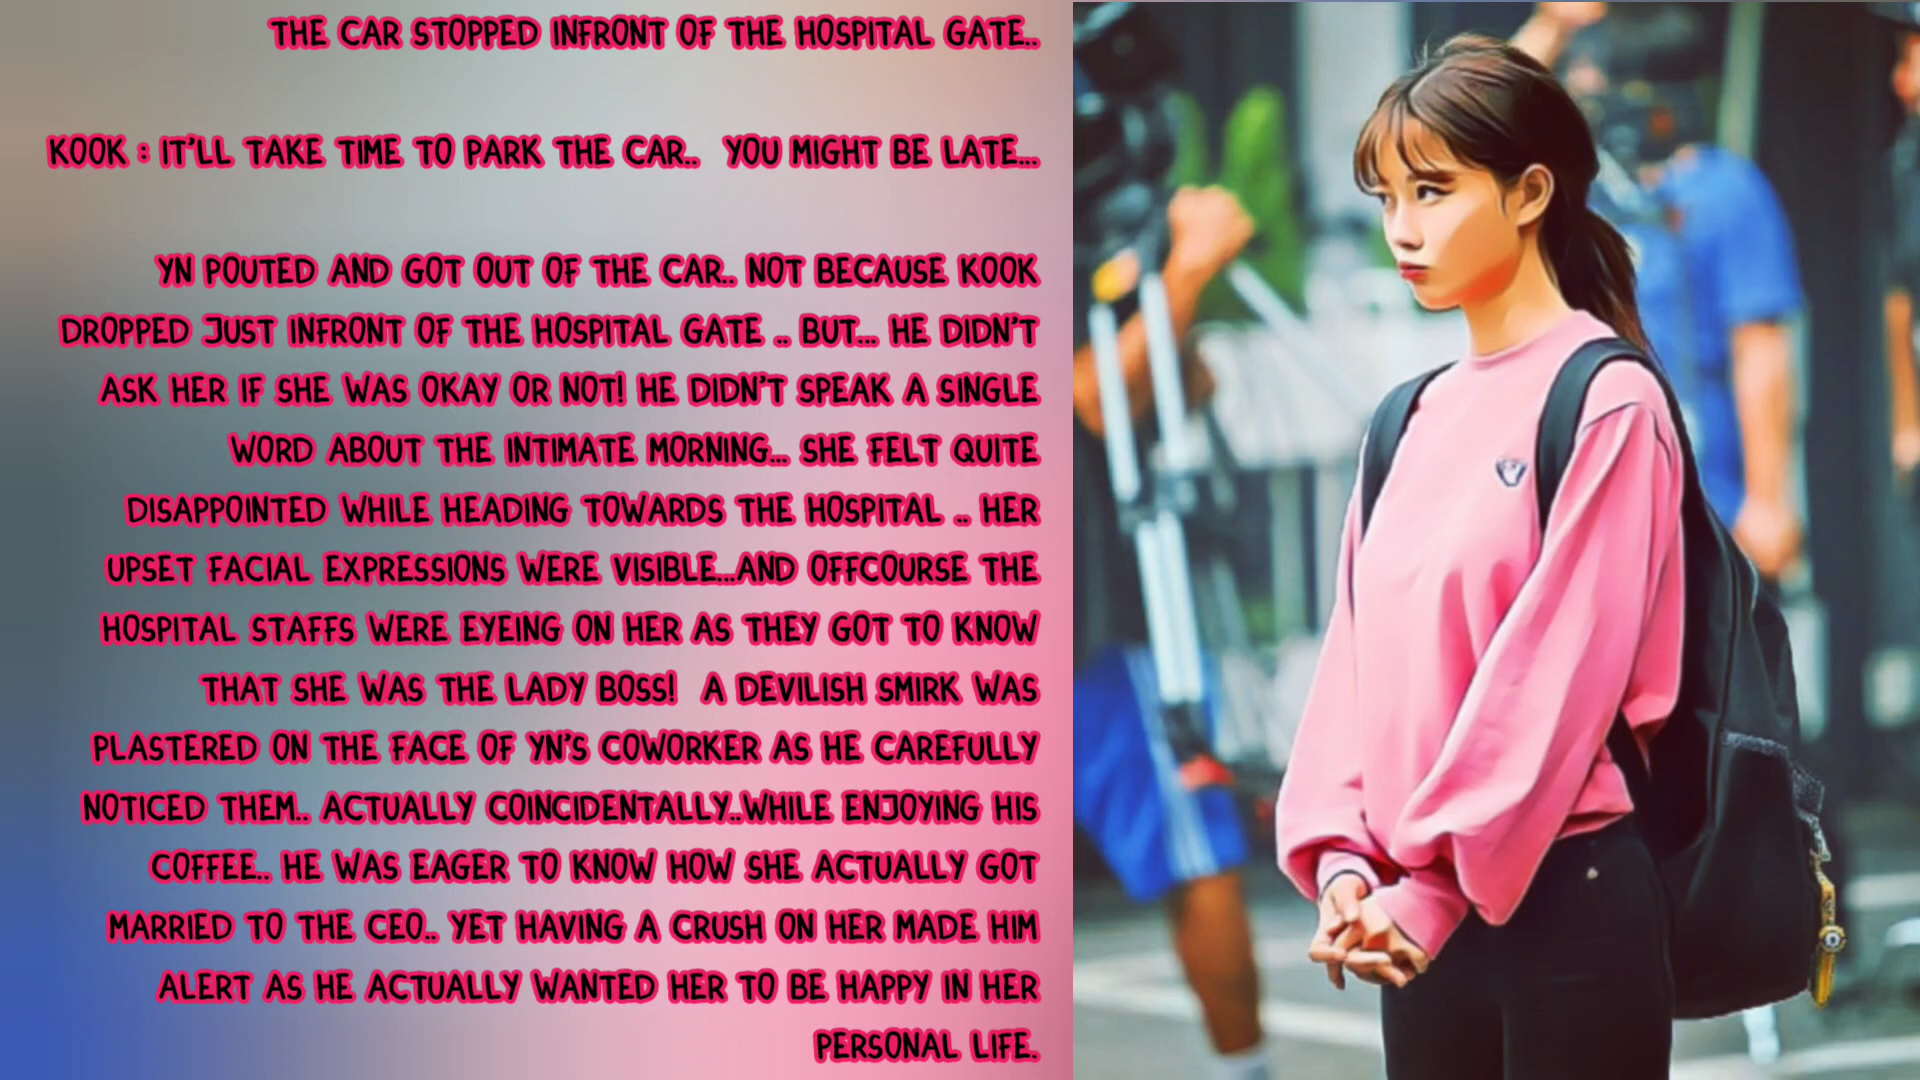 THE CAR STOPPED INFRONT OF THE HOSPITAL GATE..
KOOK : IT'LL TAKE TIME TO PARK THE CAR.. YOU MIGHT BE LATE...
YN POUTED AND GOT OUT OF THE CAR.. NOT BECAUSE KOOK
DROPPED JUST INFRONT OF THE HOSPITAL GATE .. BUT... HE DIDN'T
ASK HER IF SHE WAS OKAY OR NOT! HE DIDN'T SPEAK A SINGLE
WORD ABOUT THE INTIMATE MORNING... SHE FELT QUITE
DISAPPOINTED WHILE HEADING TOWARDS THE HOSPITAL .. HER
UPSET FACIAL EXPRESSIONS WERE VISIBLE...AND OFFCOURSE THE
HOSPITAL STAFFS WERE EYEING ON HER AS THEY GOT TO KNOW
THAT SHE WAS THE LADY BOSS! A DEVILISH SMIRK WAS
PLASTERED ON THE FACE OF YN'S COWORKER AS HE CAREFULLY
NOTICED THEM.. ACTUALLY COINCIDENTALLY..WHILE ENJOYING HIS
COFFEE.. HE WAS EAGER TO KNOW HOW SHE ACTUALLY GOT
MARRIED TO THE CEO.. YET HAVING A CRUSH ON HER MADE HIM
ALERT AS HE ACTUALLY WANTED HER TO BE HAPPY IN HER
PERSONAL LIFE.